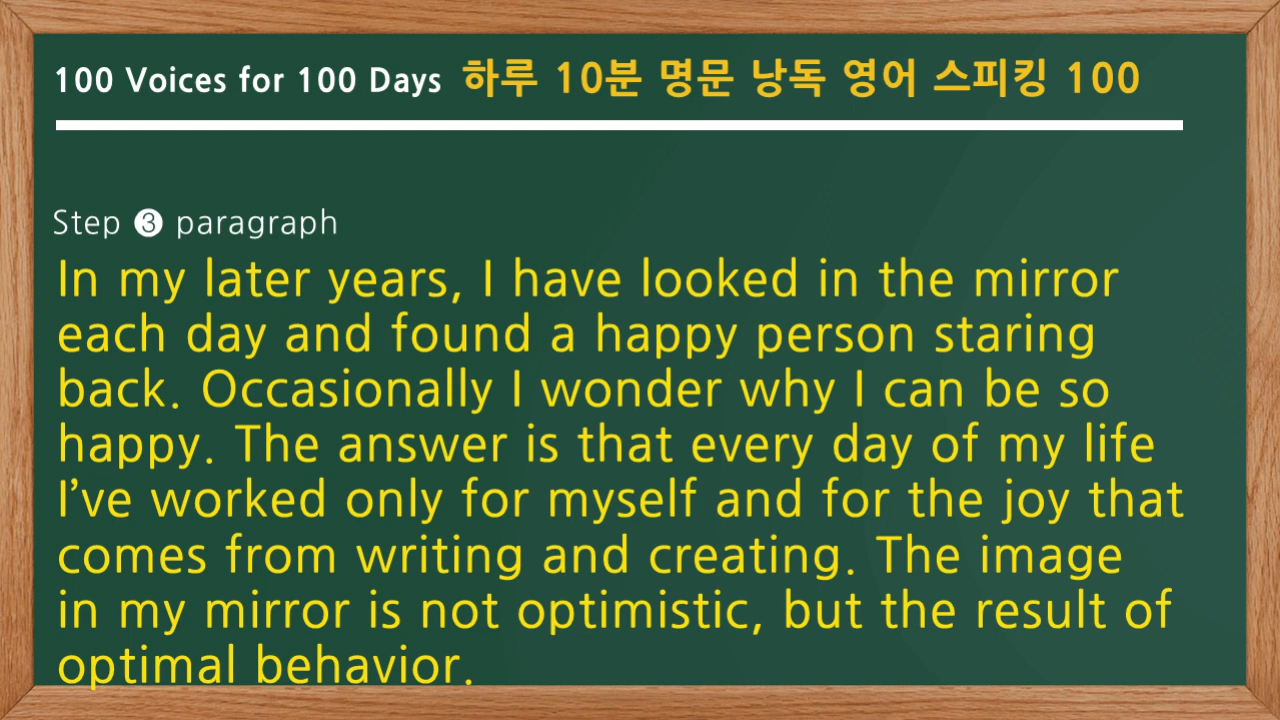 100 Voices for 100 Days 하루 10분 명문 낭독 영어 스피킹 100
Step ❸ paragraph
In my later years, I have looked in the mirror
each day and found a happy person staring
back. Occasionally I wonder why I can be so
happy. The answer is that every day of my life
I’ve worked only for myself and for the joy that
comes from writing and creating. The image
in my mirror is not optimistic, but the result of
optimal behavior.